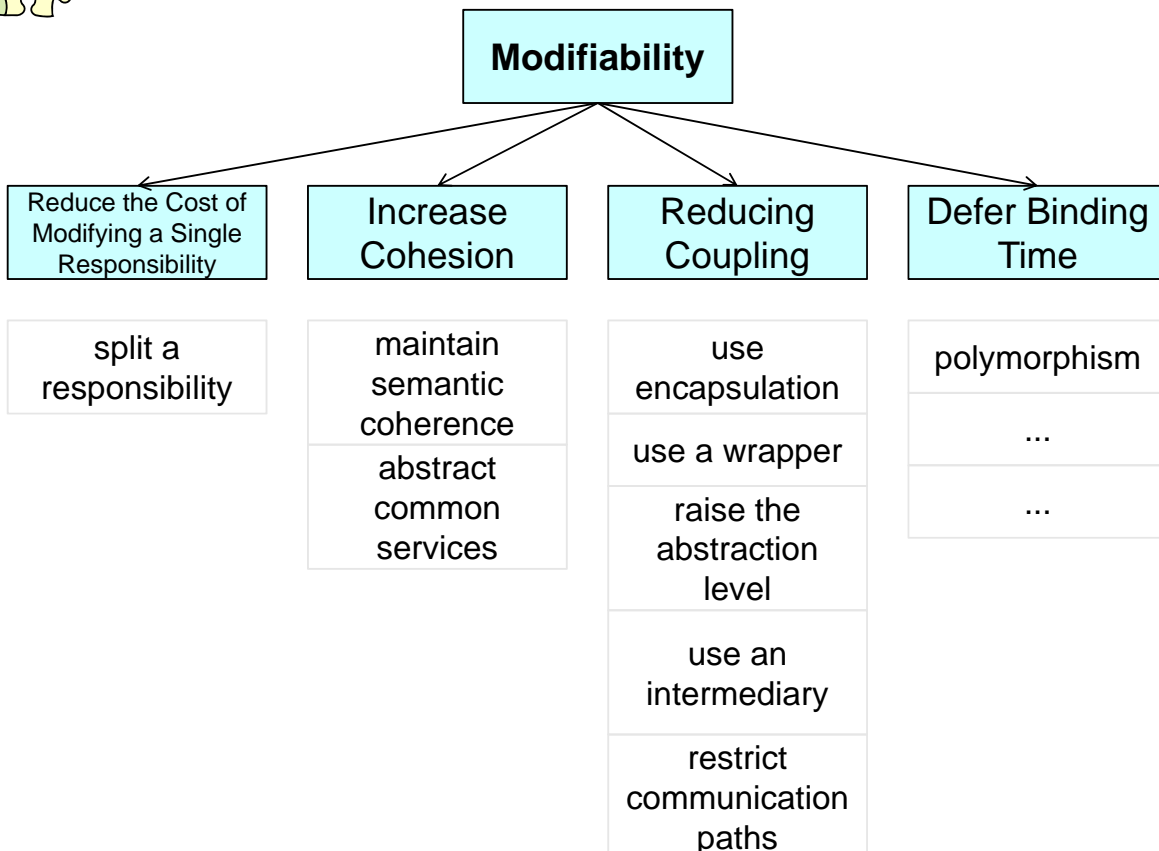 Modifiability
Reduce the Cost of
Modifying a Single
Responsibility
Increase
Cohesion
Reducing
Coupling
Defer Binding
Time
split a
responsibility
maintain
semantic
coherence
abstract
common
services
use
encapsulation
use a wrapper
raise the
abstraction
level
use an
intermediary
restrict
communication
paths
polymorphism
...
...